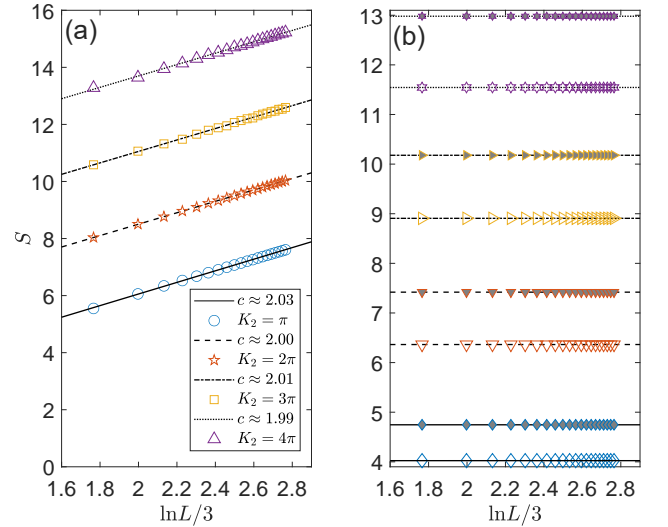 (a)
16
14
12
10
8
6
4
2
0
S
c ≈ 2.03
K₂ = π
c ≈ 2.00
K₂ = 2π
c ≈ 2.01
K₂ = 3π
c ≈ 1.99
K₂ = 4π
1.6 1.8 2 2.2 2.4 2.6 2.8
lnL/3
(b)
13
12
11
10
9
8
7
6
5
4
1.6 1.8 2 2.2 2.4 2.6 2.8
lnL/3